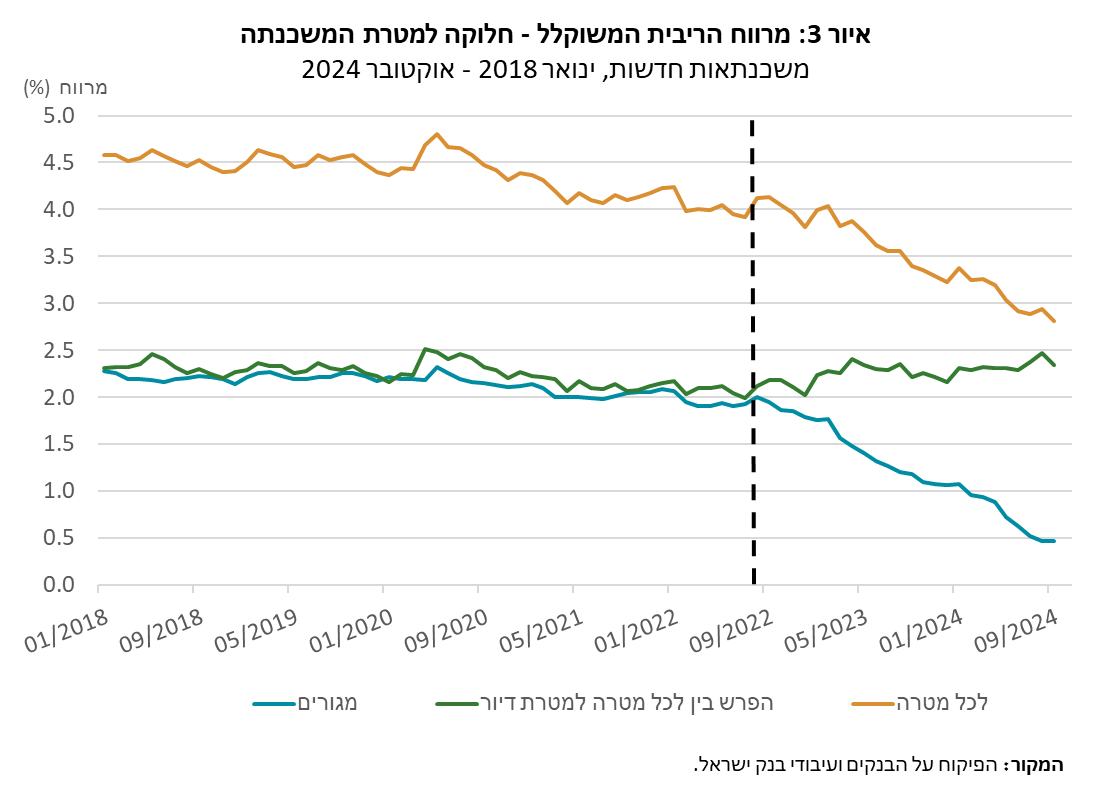 איור 3: מרווח הריבית המשוקלל - חלוקה למטרת המשכנתה
משכנתאות חדשות, ינואר 2018 - אוקטובר 2024
מרווח (%)
5.0
4.5
4.0
3.5
3.0
2.5
2.0
1.5
1.0
0.5
0.0
01/2018 09/2018 05/2019 01/2020 09/2020 05/2021 01/2022 09/2022 05/2023 01/2024 09/2024
לכל מטרה הפרש בין לכל מטרה למטרת דיור מגורים
המקור: הפיקוח על הבנקים ועיבודי בנק ישראל.